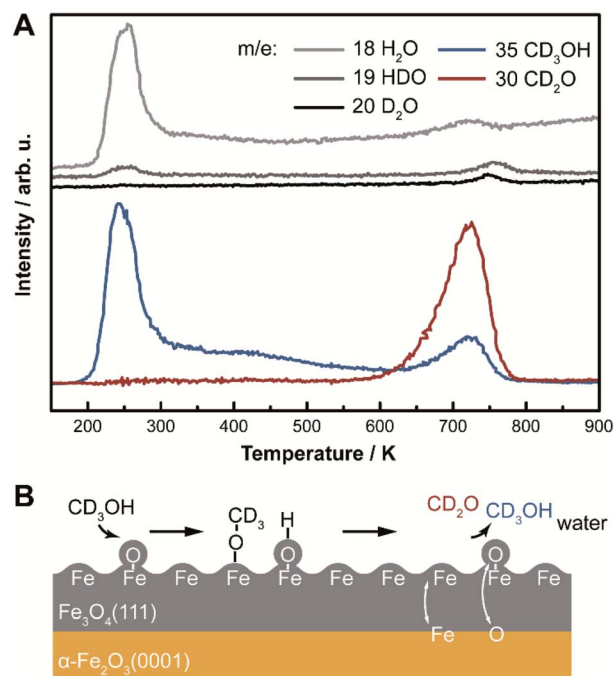 A
m/e:
18 H₂O
35 CD₃OH
19 HDO
30 CD₂O
20 D₂O
Intensity / arb. u.
200 300 400 500 600 700 800 900
Temperature / K
B
CD₃OH
CD₃
O
H
O
O
CD₂O
CD₃OH
water
O
Fe Fe Fe Fe Fe Fe Fe Fe Fe Fe
Fe₃O₄(111)
Fe
O
α-Fe₂O₃(0001)